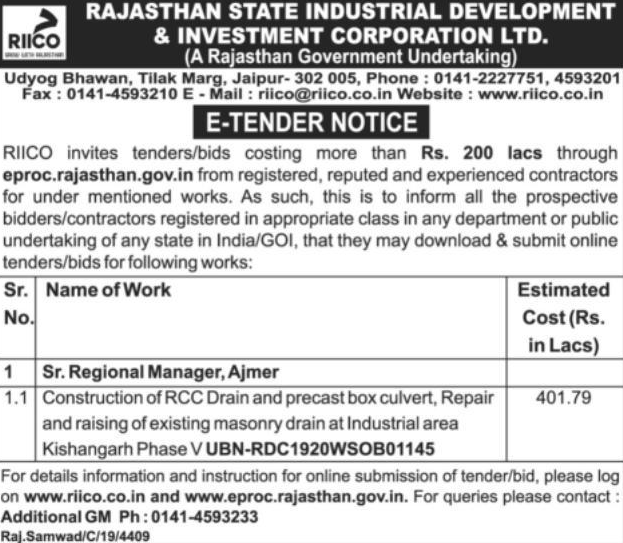 RAJASTHAN STATE INDUSTRIAL DEVELOPMENT
& INVESTMENT CORPORATION LTD.
RIICO
(A Rajasthan Government Undertaking)
Udyog Bhawan, Tilak Marg, Jaipur- 302 005, Phone : 0141-2227751, 4593201
Fax : 0141-4593210 E - Mail : riico@riico.co.in Website : www.riico.co.in
E-TENDER NOTICE
RIICO invites tenders/bids costing more than Rs. 200 lacs through
eproc.rajasthan.gov.in from registered, reputed and experienced contractors
for under mentioned works. As such, this is to inform all the prospective
bidders/contractors registered in appropriate class in any department or public
undertaking of any state in India/GOI, that they may download & submit online
tenders/bids for following works:
Sr. No.
Name of Work
Estimated Cost (Rs. in Lacs)
1 Sr. Regional Manager, Ajmer
1.1 Construction of RCC Drain and precast box culvert, Repair
and raising of existing masonry drain at Industrial area
Kishangarh Phase V UBN-RDC1920WSOB01145
401.79
For details information and instruction for online submission of tender/bid, please log
on www.riico.co.in and www.eproc.rajasthan.gov.in. For queries please contact :
Additional GM Ph : 0141-4593233
Raj.Samwad/C/19/4409